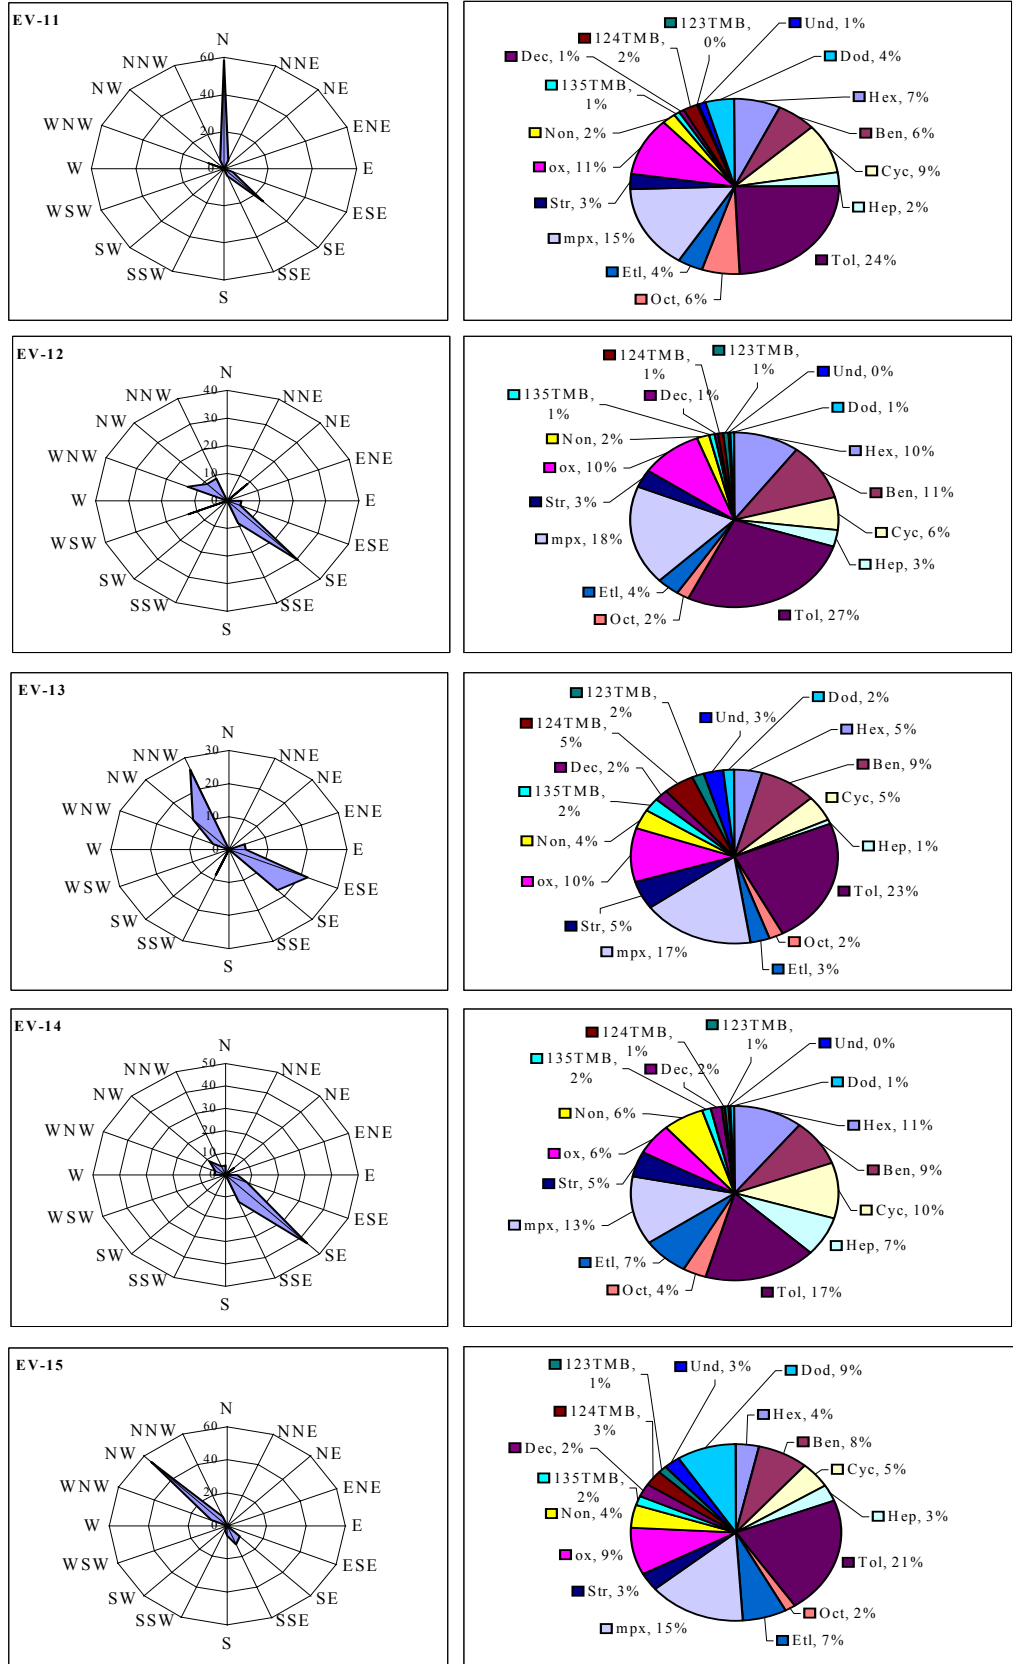 EV-11
N
NNE
NE
ENE
E
ESE
SE
SSE
S
SSW
SW
WSW
W
WNW
NW
NNW
60
40
20
0
123TMB,
0%
Und, 1%
124TMB,
2%
Dod, 4%
Dec, 1%
135TMB,
1%
Hex, 7%
Non, 2%
Ben, 6%
ox, 11%
Cyc, 9%
Str, 3%
Hep, 2%
mpx, 15%
Tol, 24%
Etl, 4%
Oct, 6%
EV-12
N
NNE
NE
ENE
E
ESE
SE
SSE
S
SSW
SW
WSW
W
WNW
NW
NNW
40
30
20
10
0
124TMB,
1%
123TMB,
1%
Und, 0%
135TMB,
1%
Dec, 1%
Dod, 1%
Non, 2%
Hex, 10%
ox, 10%
Ben, 11%
Str, 3%
Cyc, 6%
mpx, 18%
Hep, 3%
Etl, 4%
Oct, 2%
Tol, 27%
EV-13
N
NNE
NE
ENE
E
ESE
SE
SSE
S
SSW
SW
WSW
W
WNW
NW
NNW
30
20
10
0
123TMB,
2%
Dod, 2%
124TMB,
5%
Und, 3%
Hex, 5%
Dec, 2%
Ben, 9%
135TMB,
2%
Cyc, 5%
Non, 4%
Hep, 1%
ox, 10%
Tol, 23%
Str, 5%
Oct, 2%
mpx, 17%
Etl, 3%
EV-14
N
NNE
NE
ENE
E
ESE
SE
SSE
S
SSW
SW
WSW
W
WNW
NW
NNW
50
40
30
20
10
0
124TMB,
1%
123TMB,
1%
Und, 0%
135TMB,
2%
Dec, 2%
Dod, 1%
Non, 6%
Hex, 11%
ox, 6%
Ben, 9%
Str, 5%
Cyc, 10%
mpx, 13%
Hep, 7%
Etl, 7%
Oct, 4%
Tol, 17%
EV-15
N
NNE
NE
ENE
E
ESE
SE
SSE
S
SSW
SW
WSW
W
WNW
NW
NNW
60
40
20
0
123TMB,
1%
Und, 3%
Dod, 9%
124TMB,
3%
Hex, 4%
Dec, 2%
Ben, 8%
135TMB,
2%
Cyc, 5%
Non, 4%
Hep, 3%
ox, 9%
Tol, 21%
Str, 3%
Oct, 2%
mpx, 15%
Etl, 7%